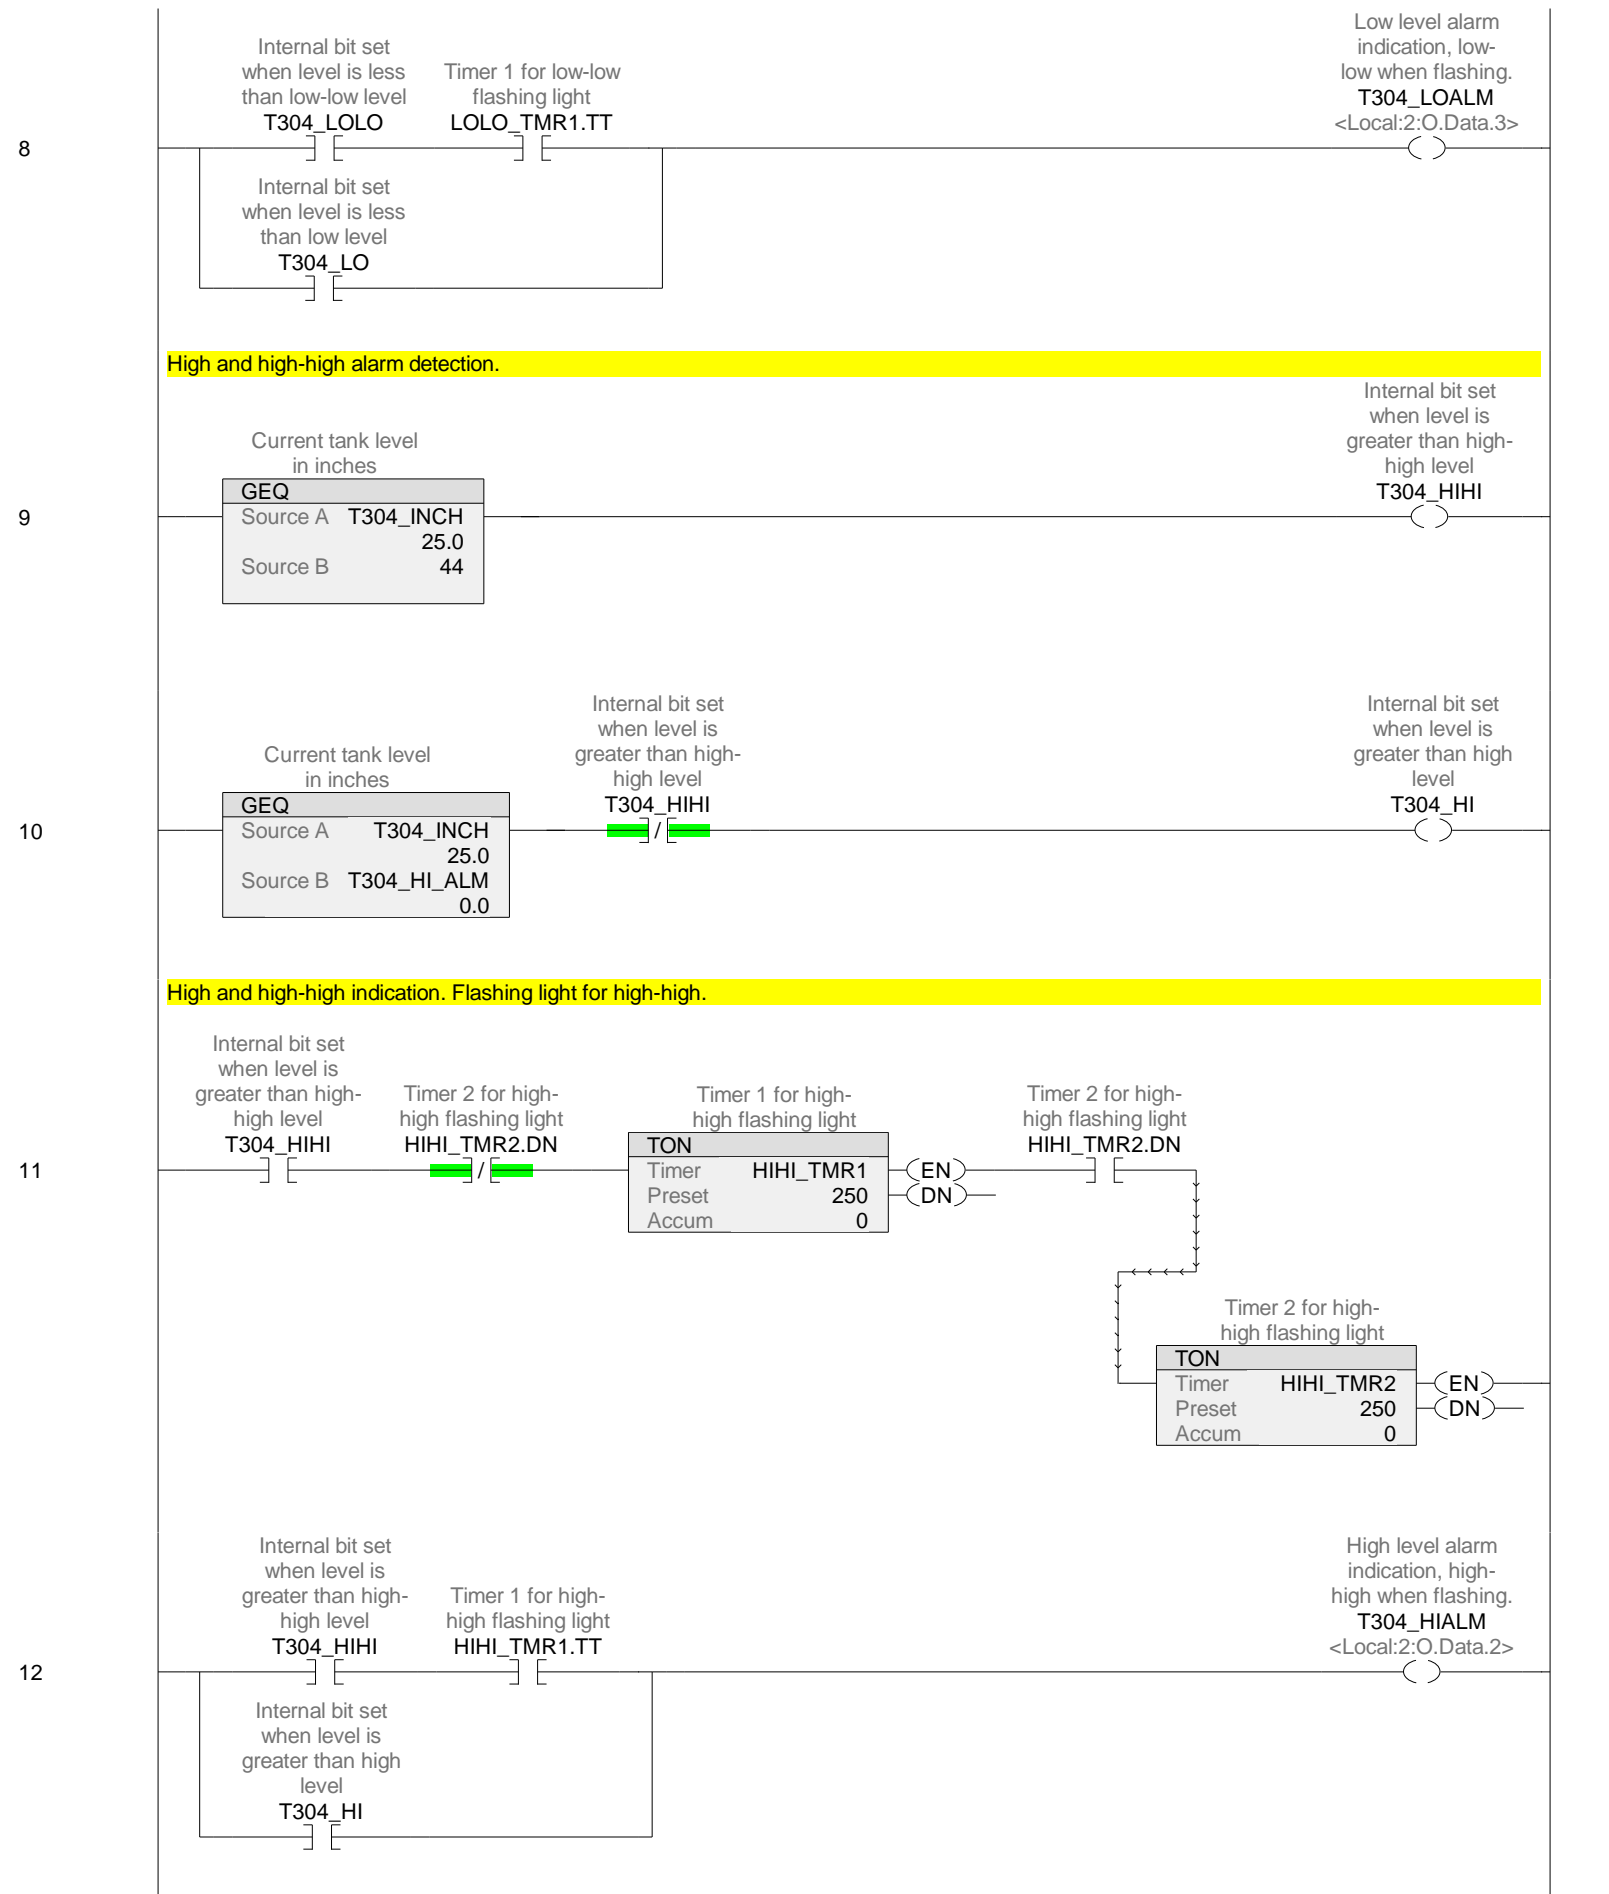 Internal bit set
when level is less
than low-low level
T304_LOLO
Timer 1 for low-low
flashing light
LOLO_TMR1.TT
Low level alarm
indication, low-
low when flashing.
T304_LOALM
<Local:2:O.Data.3>
8
Internal bit set
when level is less
than low level
T304_LO
High and high-high alarm detection.
Current tank level
in inches
GEQ
Source A T304_INCH
25.0
Source B 44
Internal bit set
when level is
greater than high-
high level
T304_HIHI
9
Current tank level
in inches
GEQ
Source A T304_INCH
25.0
Source B T304_HI_ALM
0.0
Internal bit set
when level is
greater than high-
high level
T304_HIHI
/
Internal bit set
when level is
greater than high
level
T304_HI
10
High and high-high indication. Flashing light for high-high.
Internal bit set
when level is
greater than high-
high level
T304_HIHI
Timer 2 for high-
high flashing light
HIHI_TMR2.DN
/
Timer 1 for high-
high flashing light
TON
Timer HIHI_TMR1
Preset 250
Accum 0
EN
DN
Timer 2 for high-
high flashing light
HIHI_TMR2.DN
11
Timer 2 for high-
high flashing light
TON
Timer HIHI_TMR2
Preset 250
Accum 0
EN
DN
Internal bit set
when level is
greater than high-
high level
T304_HIHI
Timer 1 for high-
high flashing light
HIHI_TMR1.TT
High level alarm
indication, high-
high when flashing.
T304_HIALM
<Local:2:O.Data.2>
12
Internal bit set
when level is
greater than high
level
T304_HI